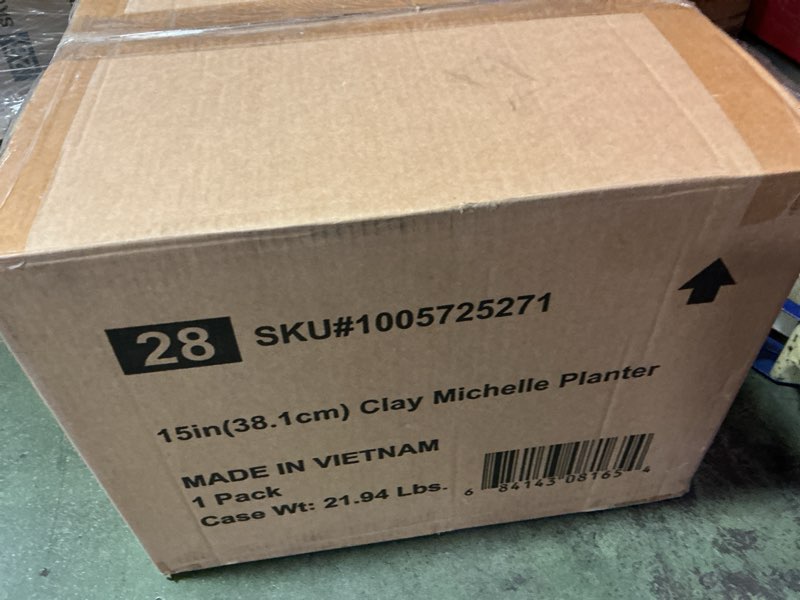 28 SKU#1005725271
15in(38.1cm) Clay Michelle Planter
MADE IN VIETNAM
1 Pack
Case Wt: 21.94 Lbs.
6 84143 08165 4